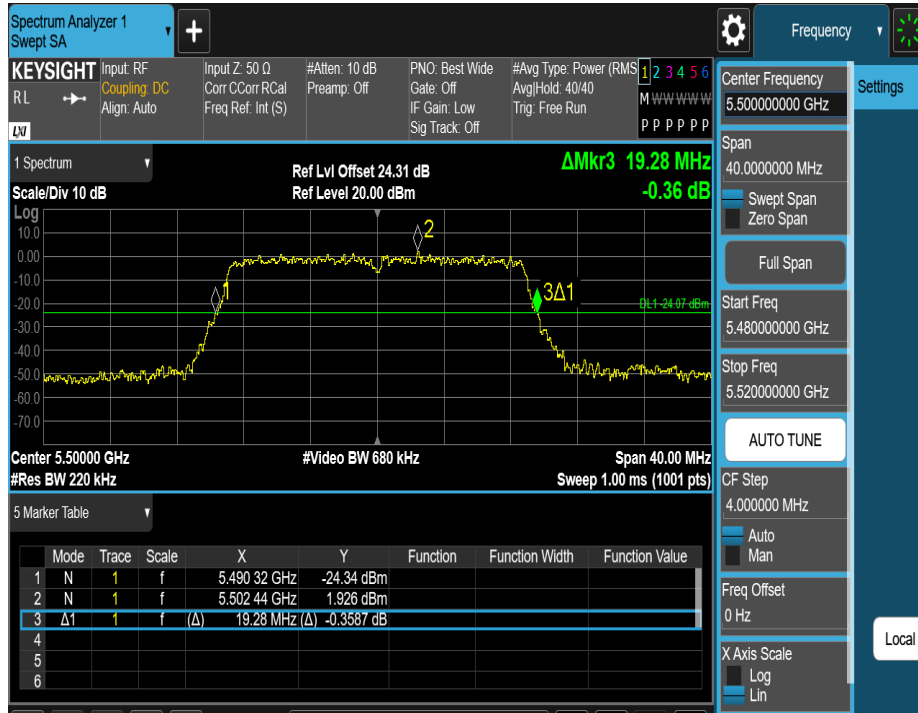 Spectrum Analyzer 1
Swept SA
+
Frequency
KEYSIGHT
R L
LXI
Input: RF
Coupling: DC
Align: Auto
Input Z: 50 Ω
Corr CCorr RCal
Freq Ref: Int (S)
#Atten: 10 dB
Preamp: Off
PNO: Best Wide
Gate: Off
IF Gain: Low
Sig Track: Off
#Avg Type: Power (RMS
Avg|Hold: 40/40
Trig: Free Run
1 2 3 4 5 6
M W W W W W
P P P P P P
1 Spectrum
Scale/Div 10 dB
Ref Lvl Offset 24.31 dB
Ref Level 20.00 dBm
ΔMkr3 19.28 MHz
-0.36 dB
Log
10.0
0.00
-10.0
-20.0
-30.0
-40.0
-50.0
-60.0
-70.0
2
1
3Δ1
DL1 -24.07 dBm
Center 5.50000 GHz
#Res BW 220 kHz
#Video BW 680 kHz
Span 40.00 MHz
Sweep 1.00 ms (1001 pts)
5 Marker Table
Mode Trace Scale X Y Function Function Width Function Value
1 N 1 f 5.490 32 GHz -24.34 dBm
2 N 1 f 5.502 44 GHz 1.926 dBm
3 Δ1 1 f (Δ) 19.28 MHz (Δ) -0.3587 dB
4
5
6
Center Frequency
5.50000000 GHz
Settings
Span
40.0000000 MHz
Swept Span
Zero Span
Full Span
Start Freq
5.480000000 GHz
Stop Freq
5.520000000 GHz
AUTO TUNE
CF Step
4.000000 MHz
Auto
Man
Freq Offset
0 Hz
X Axis Scale
Log
Lin
Local